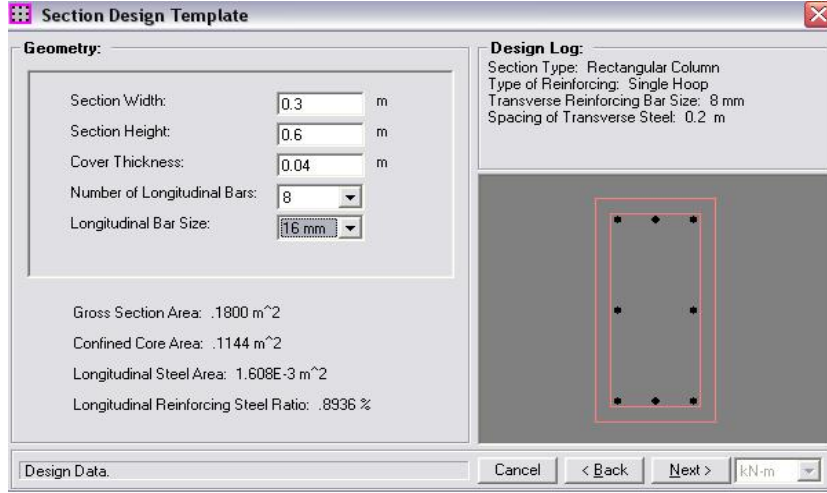 Section Design Template
Geometry:
Section Width: 0.3 m
Section Height: 0.6 m
Cover Thickness: 0.04 m
Number of Longitudinal Bars: 8
Longitudinal Bar Size: 16 mm
Gross Section Area: .1800 m^2
Confined Core Area: .1144 m^2
Longitudinal Steel Area: 1.608E-3 m^2
Longitudinal Reinforcing Steel Ratio: .8936 %
Design Log:
Section Type: Rectangular Column
Type of Reinforcing: Single Hoop
Transverse Reinforcing Bar Size: 8 mm
Spacing of Transverse Steel: 0.2 m
Design Data.
Cancel < Back Next > kN-m